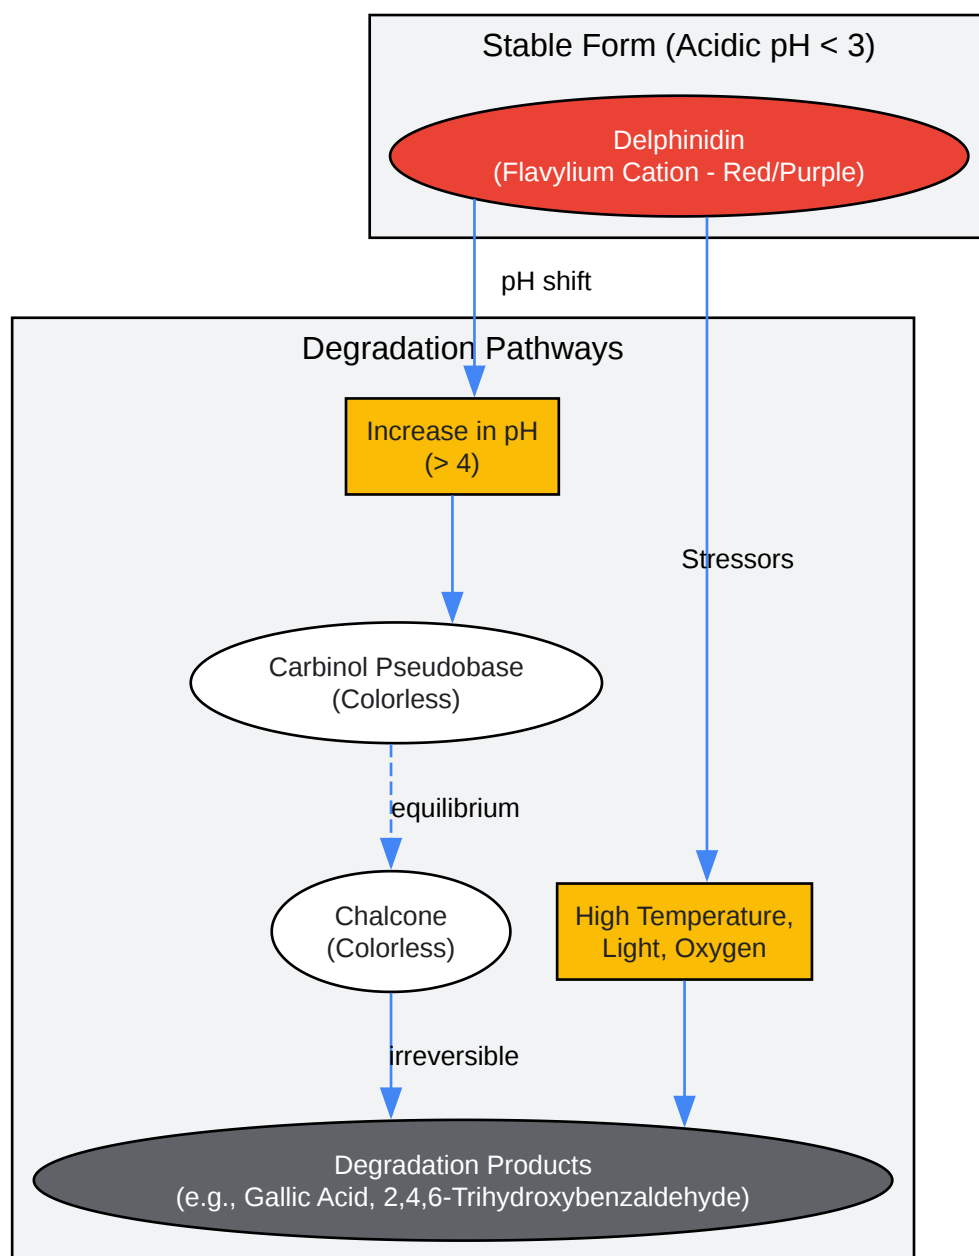 Stable Form (Acidic pH < 3)
Delphinidin
(Flavylium Cation - Red/Purple)
pH shift
Degradation Pathways
Increase in pH
(> 4)
Stressors
Carbinol Pseudobase
(Colorless)
equilibrium
Chalcone
(Colorless)
High Temperature,
Light, Oxygen
irreversible
Degradation Products
(e.g., Gallic Acid, 2,4,6-Trihydroxybenzaldehyde)